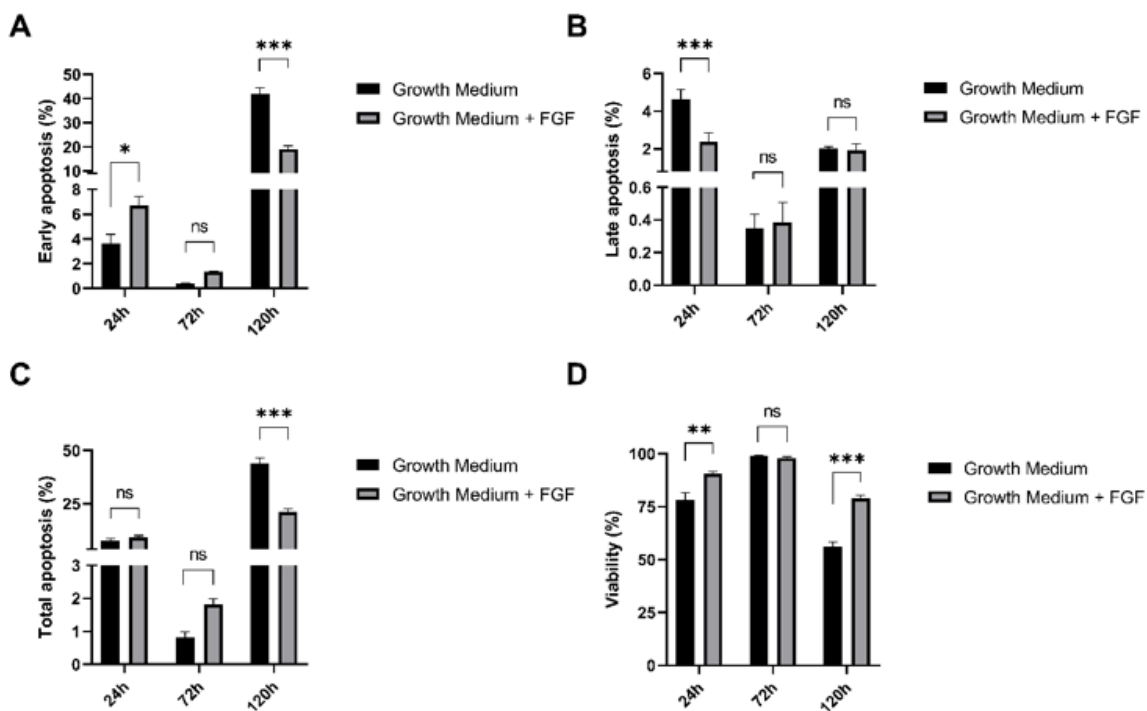 A
***
50
40
30
20
10
8
6
4
2
0
*
ns
Early apoptosis (%)
24h
72h
120h
Growth Medium
Growth Medium + FGF
B
***
ns
ns
6
4
2
0.6
0.4
0.2
0.0
Late apoptosis (%)
24h
72h
120h
Growth Medium
Growth Medium + FGF
C
***
ns
ns
50
25
3
2
1
0
Total apoptosis (%)
24h
72h
120h
Growth Medium
Growth Medium + FGF
D
**
ns
***
100
75
50
25
0
Viability (%)
24h
72h
120h
Growth Medium
Growth Medium + FGF